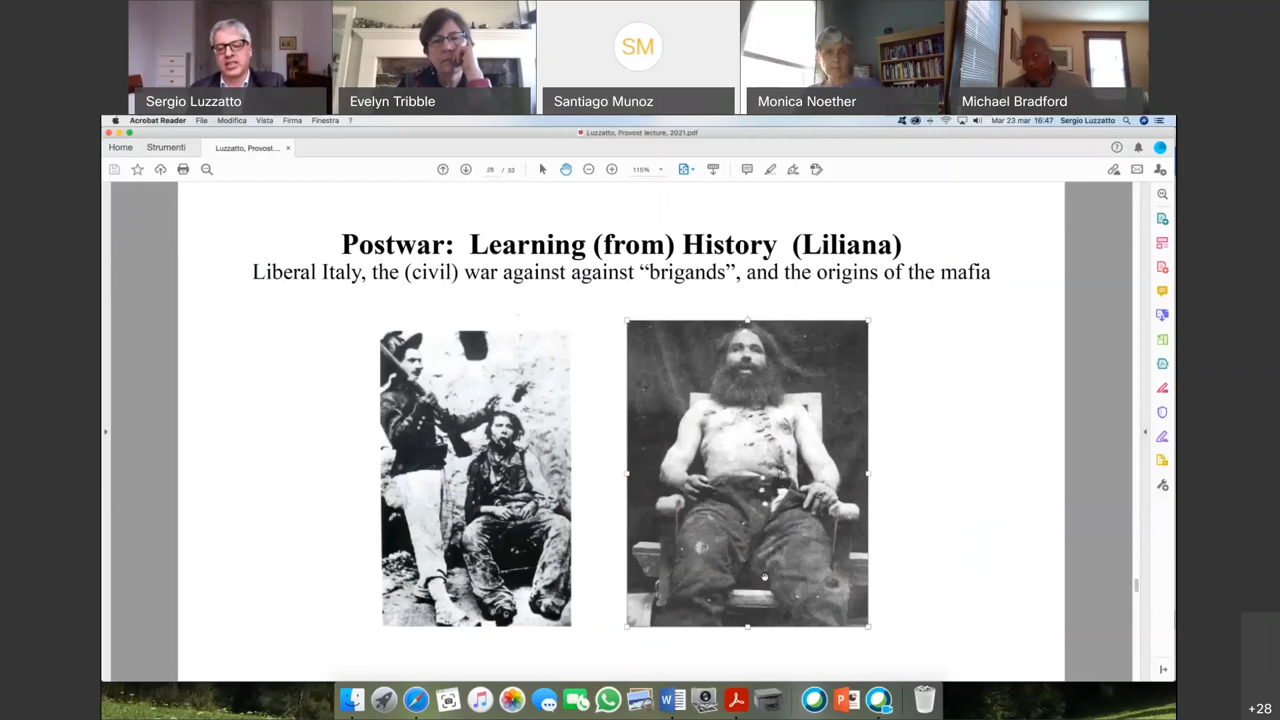 SM
Sergio Luzzatto
Evelyn Tribble
Santiago Munoz
Monica Noether
Michael Bradford
Acrobat Reader File Modifica Vista Firma Finestra ? Mar 23 mar 16:47 Sergio Luzzatto
Luzzatto, Provost lecture, 2021.pdf
Home Strumenti Luzzatto, Provost... ×
28 / 33 115%
Postwar: Learning (from) History (Liliana)
Liberal Italy, the (civil) war against against “brigands”, and the origins of the mafia
+28